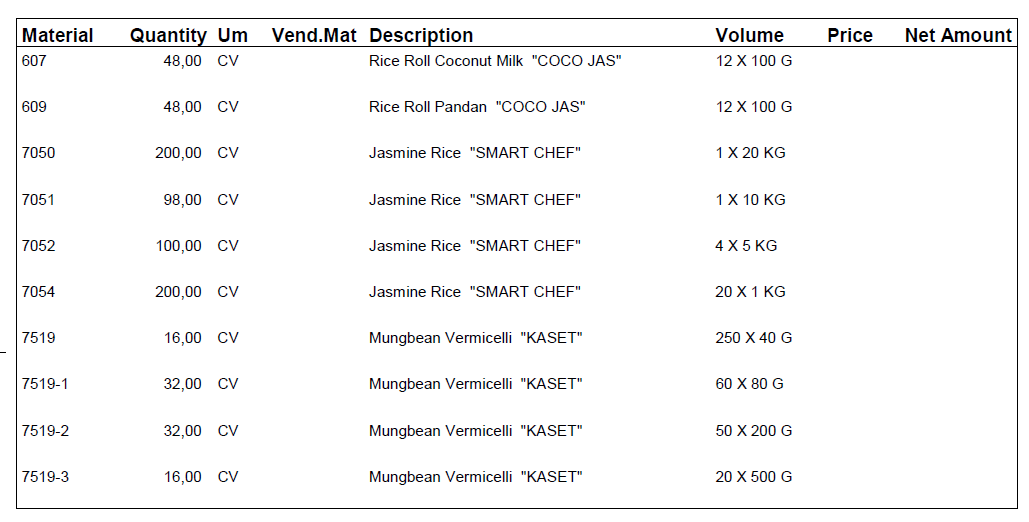 Material Quantity Um Vend.Mat Description Volume Price Net Amount
607 48,00 CV Rice Roll Coconut Milk "COCO JAS" 12 X 100 G
609 48,00 CV Rice Roll Pandan "COCO JAS" 12 X 100 G
7050 200,00 CV Jasmine Rice "SMART CHEF" 1 X 20 KG
7051 98,00 CV Jasmine Rice "SMART CHEF" 1 X 10 KG
7052 100,00 CV Jasmine Rice "SMART CHEF" 4 X 5 KG
7054 200,00 CV Jasmine Rice "SMART CHEF" 20 X 1 KG
7519 16,00 CV Mungbean Vermicelli "KASET" 250 X 40 G
7519-1 32,00 CV Mungbean Vermicelli "KASET" 60 X 80 G
7519-2 32,00 CV Mungbean Vermicelli "KASET" 50 X 200 G
7519-3 16,00 CV Mungbean Vermicelli "KASET" 20 X 500 G